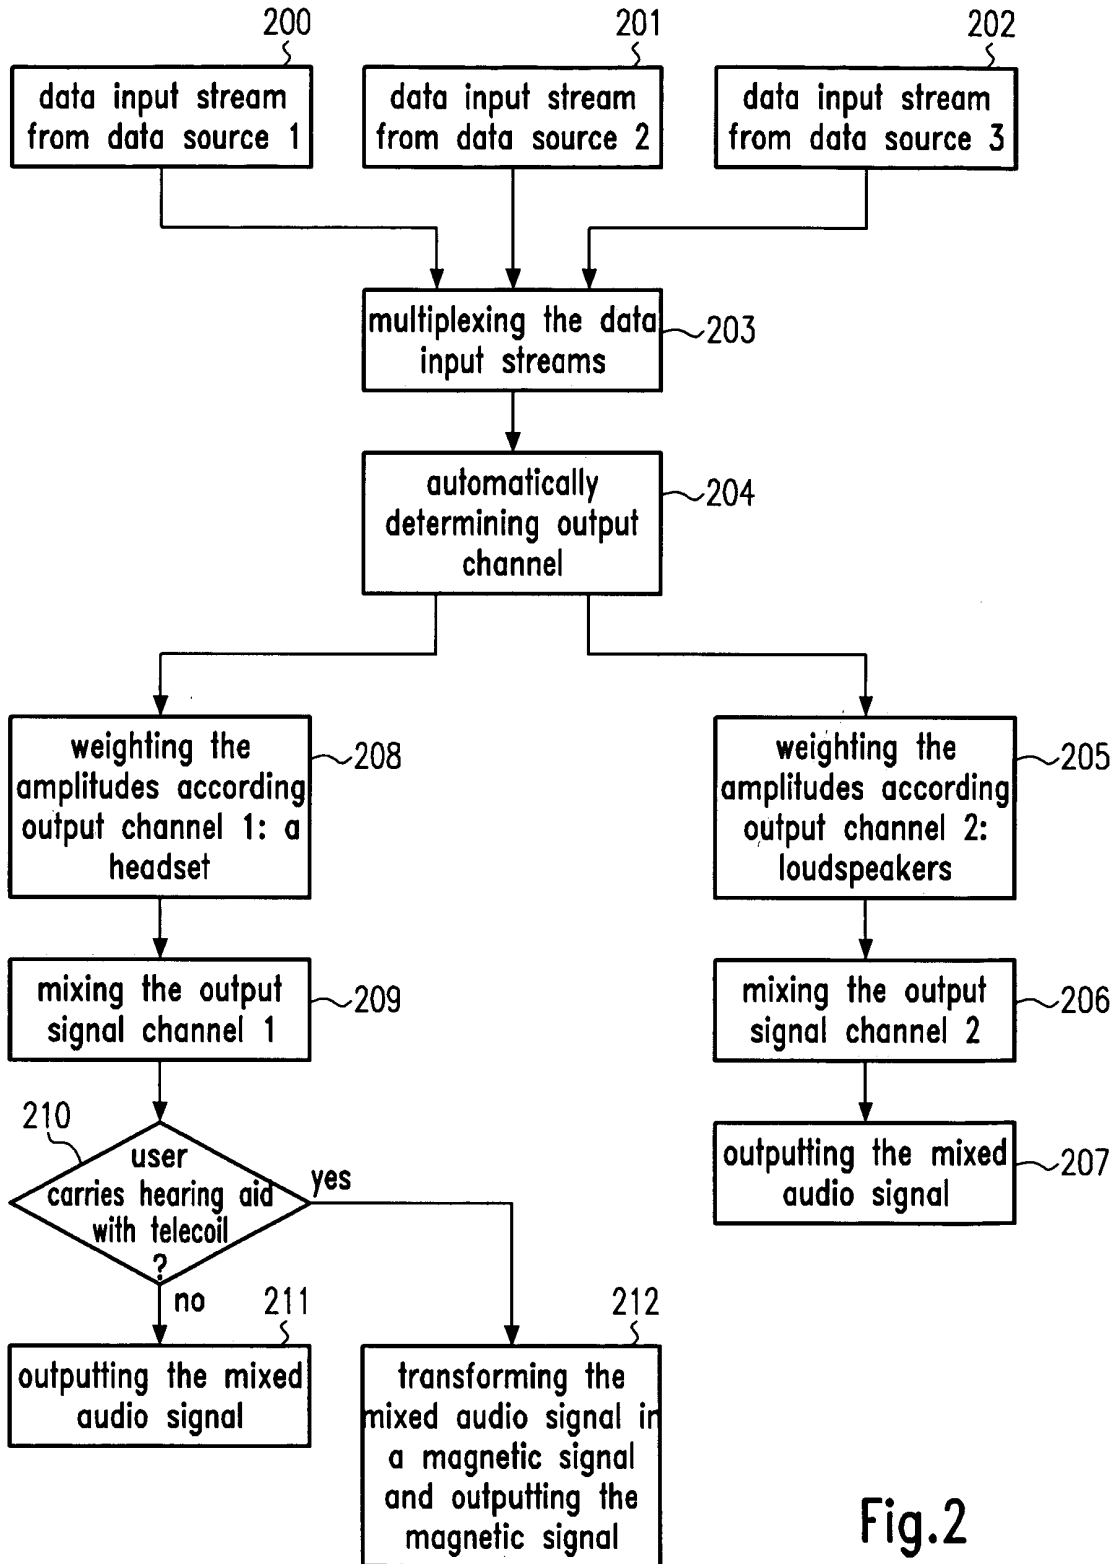 200
201
202
data input stream
from data source 1
data input stream
from data source 2
data input stream
from data source 3
multiplexing the data
input streams
203
automatically
determining output
channel
204
weighting the
amplitudes according
output channel 1: a
headset
208
weighting the
amplitudes according
output channel 2:
loudspeakers
205
mixing the output
signal channel 1
209
mixing the output
signal channel 2
206
210
user
carries hearing aid
with telecoil
?
yes
no
outputting the mixed
audio signal
207
211
outputting the mixed
audio signal
212
transforming the
mixed audio signal in
a magnetic signal
and outputting the
magnetic signal
Fig.2